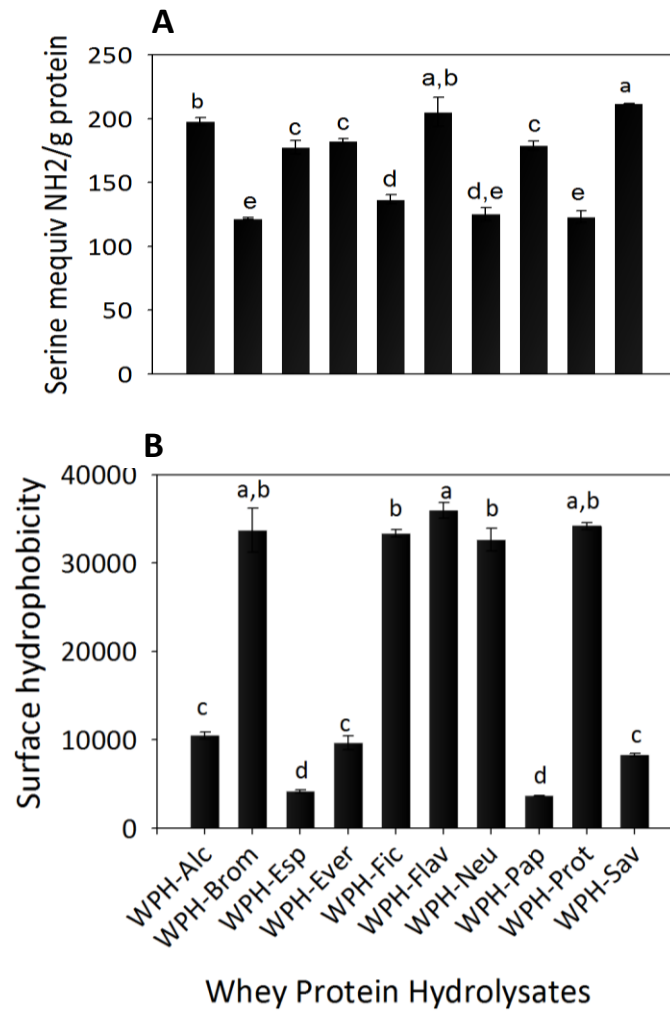 A
Serine mequiv NH2/g protein
250
200
150
100
50
0
b
e
c
c
d
a,b
d,e
c
e
a
B
Surface hydrophobicity
40000
30000
20000
10000
0
c
a,b
d
c
b
a
b
d
a,b
c
WPH-Alc
WPH-Brom
WPH-Esp
WPH-Ever
WPH-Fic
WPH-Flav
WPH-Neu
WPH-Pap
WPH-Prot
WPH-Sav
Whey Protein Hydrolysates